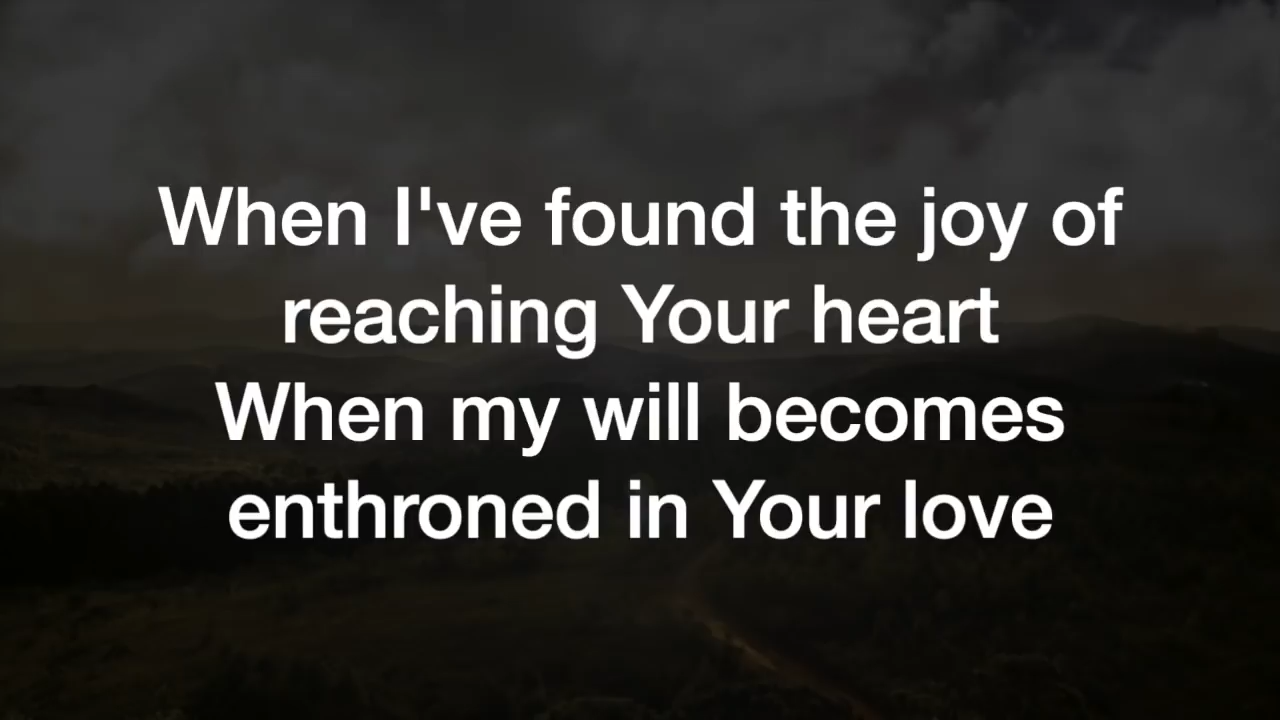 When I've found the joy of
reaching Your heart
When my will becomes
enthroned in Your love